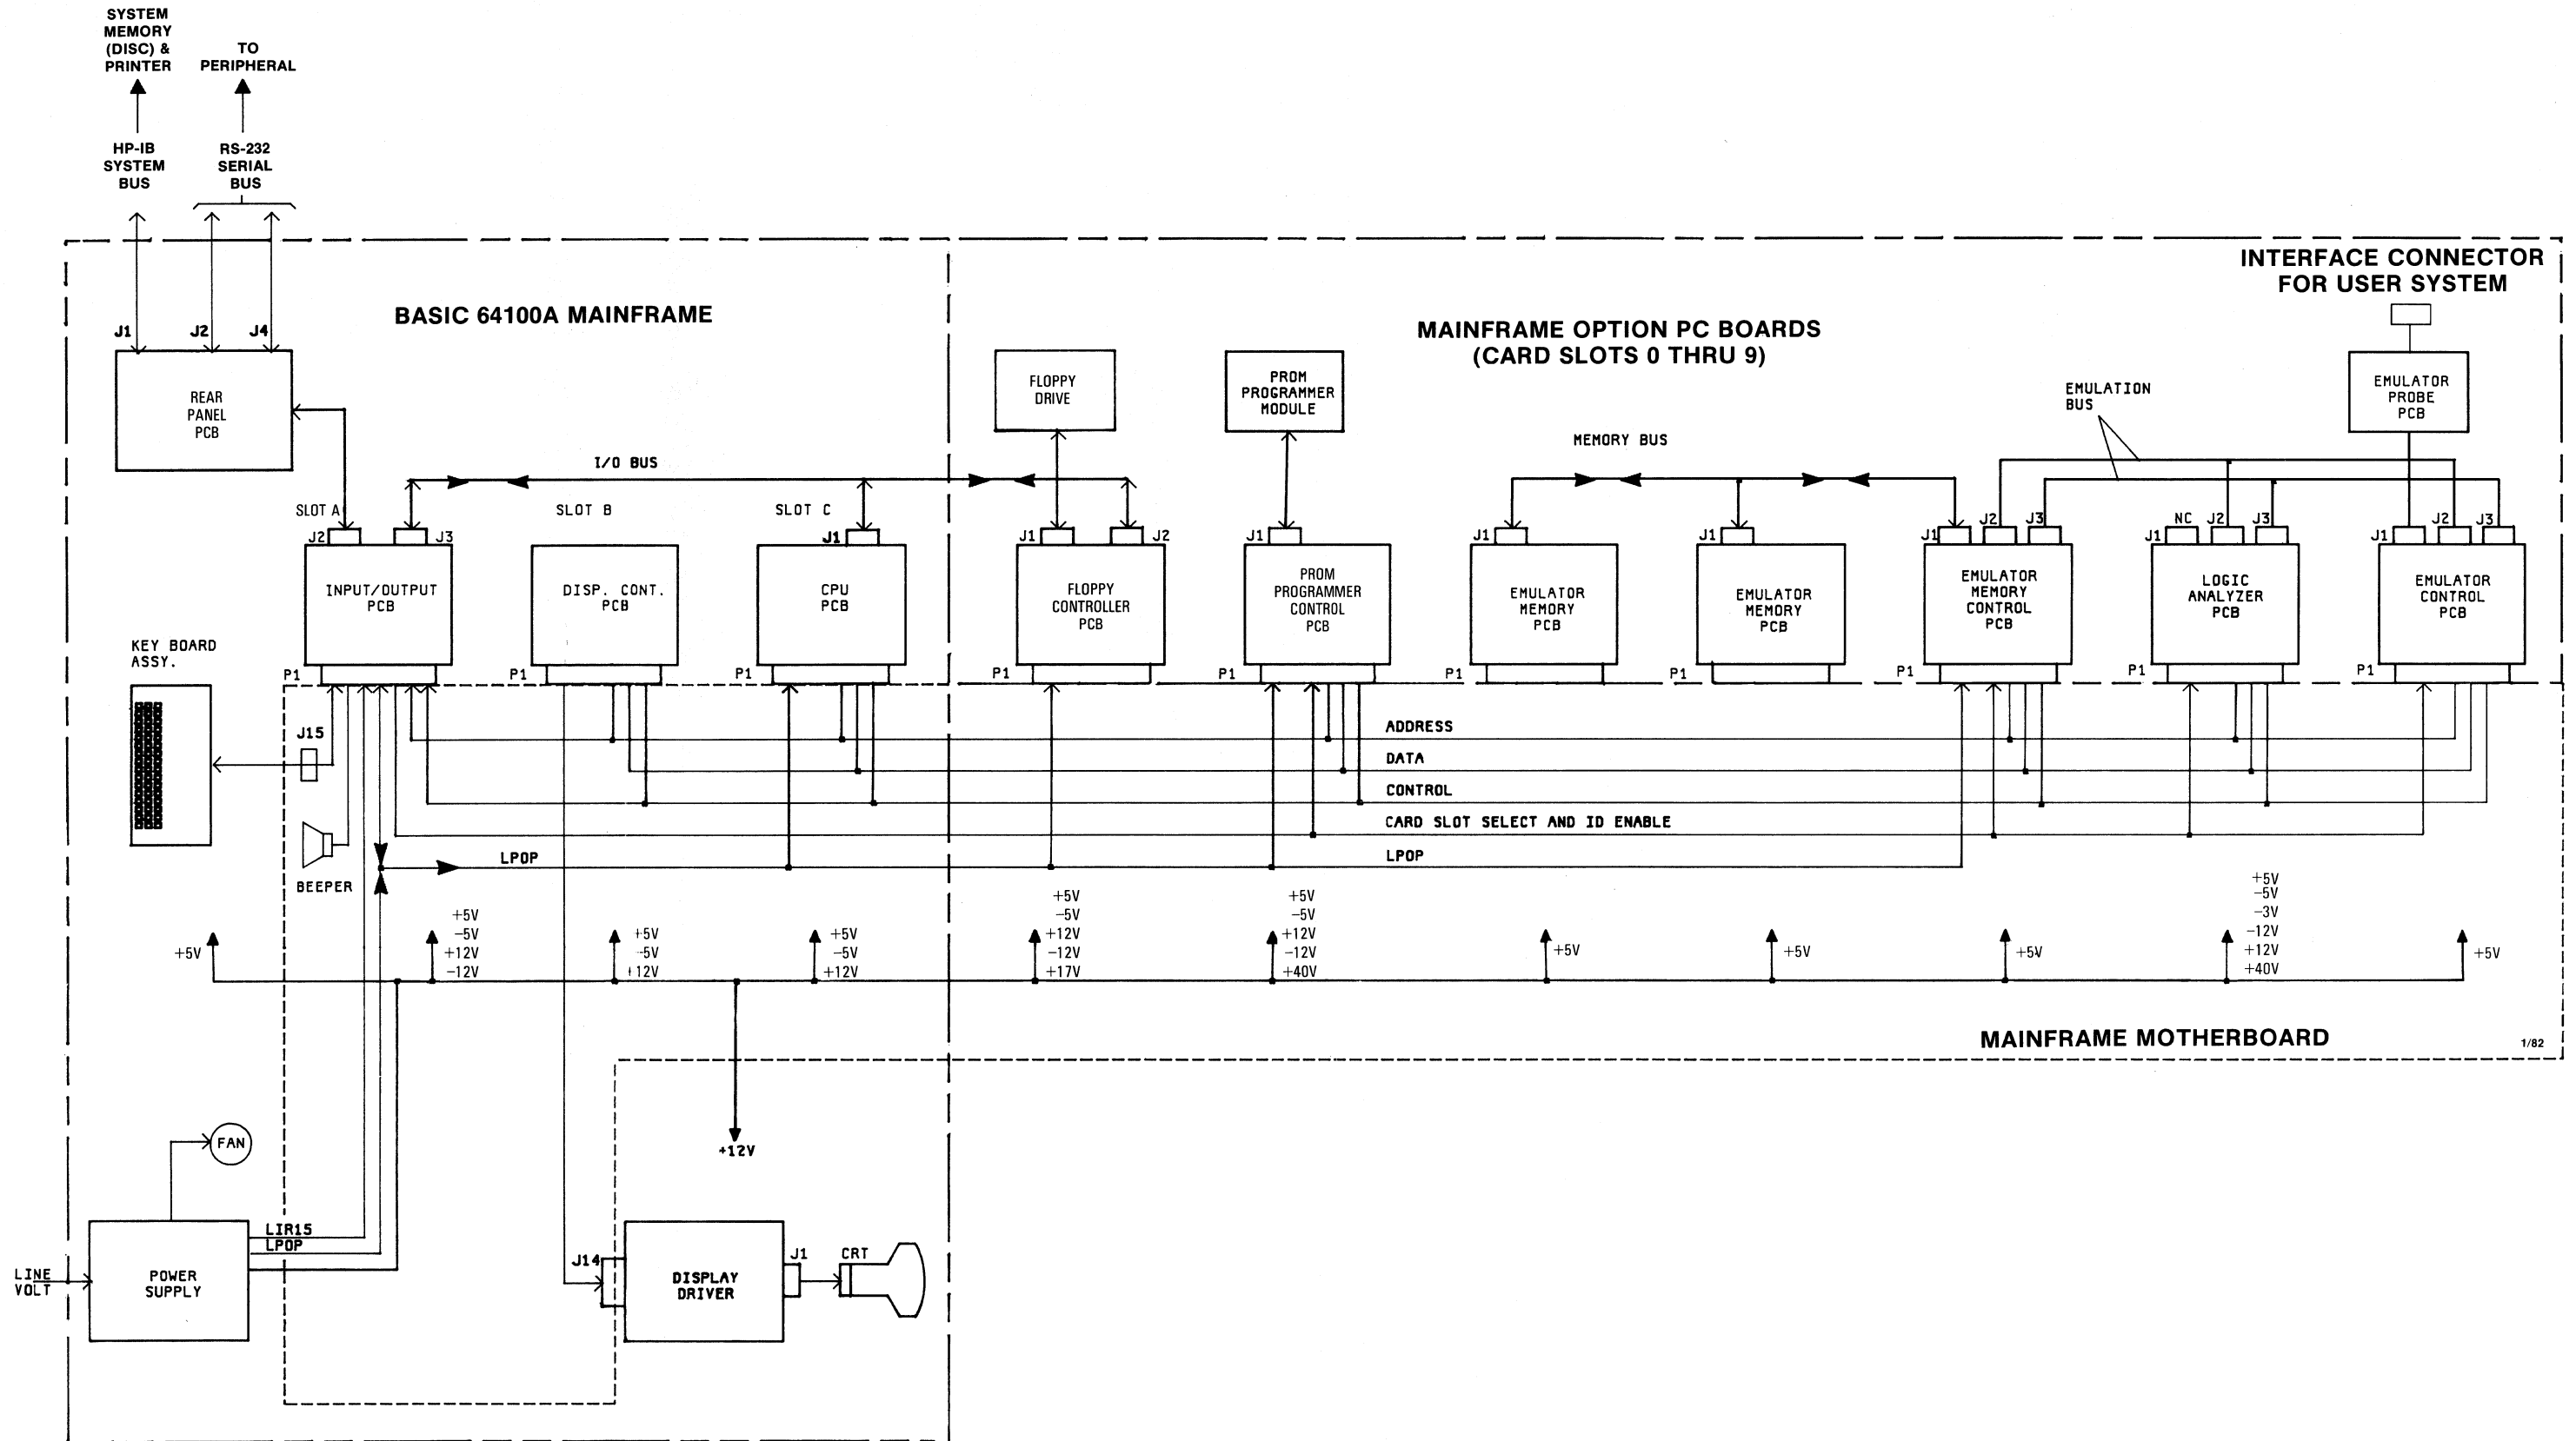 SYSTEM
MEMORY
(DISC) &
PRINTER
TO
PERIPHERAL
HP-IB
SYSTEM
BUS
RS-232
SERIAL
BUS
INTERFACE CONNECTOR
FOR USER SYSTEM
BASIC 64100A MAINFRAME
MAINFRAME OPTION PC BOARDS
(CARD SLOTS 0 THRU 9)
J1
J2
J4
REAR
PANEL
PCB
FLOPPY
DRIVE
PROM
PROGRAMMER
MODULE
EMULATION
BUS
EMULATOR
PROBE
PCB
I/O BUS
MEMORY BUS
SLOT A
SLOT B
SLOT C
J2
J3
J1
J1
J2
J1
J1
J1
J1
J2
J3
J1
NC
J2
J3
J1
J2
J3
INPUT/OUTPUT
PCB
DISP. CONT.
PCB
CPU
PCB
FLOPPY
CONTROLLER
PCB
PROM
PROGRAMMER
CONTROL
PCB
EMULATOR
MEMORY
PCB
EMULATOR
MEMORY
PCB
EMULATOR
MEMORY
CONTROL
PCB
LOGIC
ANALYZER
PCB
EMULATOR
CONTROL
PCB
KEY BOARD
ASSY.
P1
P1
P1
P1
P1
P1
P1
P1
P1
P1
J15
ADDRESS
DATA
CONTROL
CARD SLOT SELECT AND ID ENABLE
LPOP
LPOP
BEEPER
+5V
+5V
-5V
+12V
-12V
+5V
-5V
+12V
+5V
-5V
+12V
+5V
-5V
+12V
-12V
+17V
+5V
-5V
+12V
-12V
+40V
+5V
+5V
+5V
+5V
-5V
-3V
-12V
+12V
+40V
+5V
MAINFRAME MOTHERBOARD
1/82
+12V
FAN
LIR15
LPOP
LINE
VOLT
POWER
SUPPLY
J14
DISPLAY
DRIVER
J1
CRT